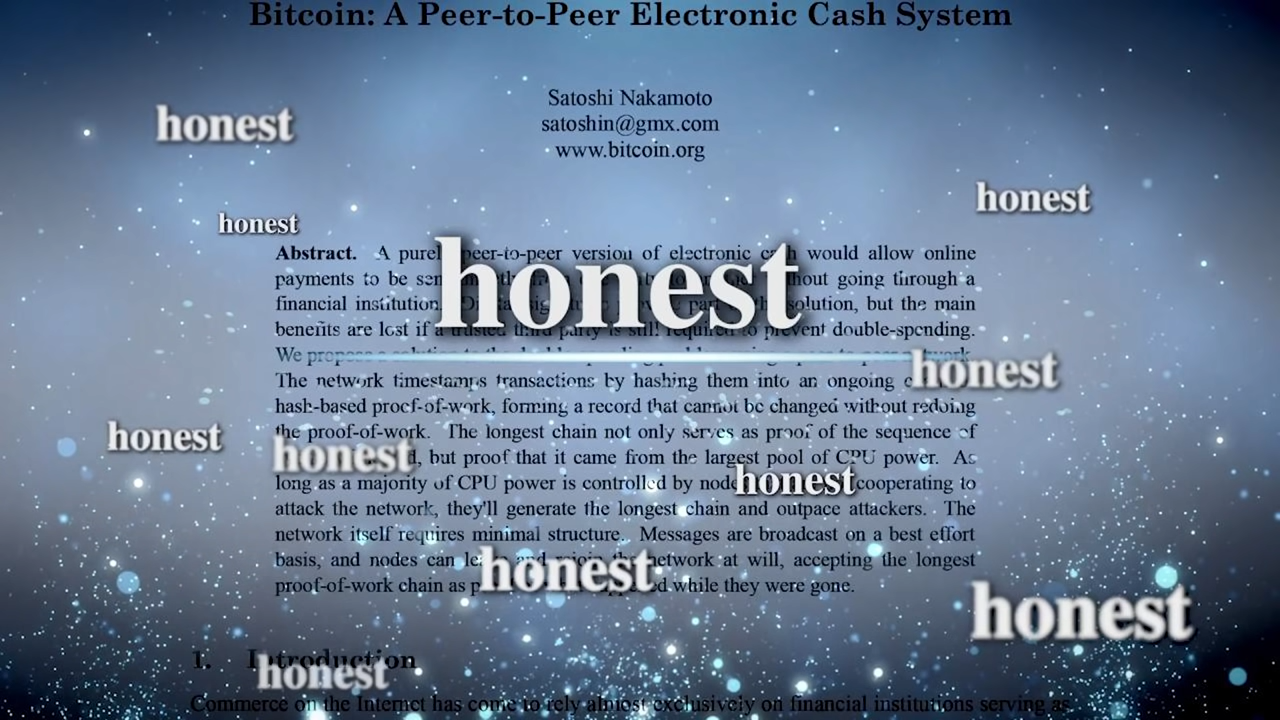 Bitcoin: A Peer-to-Peer Electronic Cash System
Satoshi Nakamoto
satoshin@gmx.com
www.bitcoin.org
honest
honest
honest
honest
Abstract. A purely peer-to-peer version of electronic cash would allow online
payments to be without going through a
financial institution. solution, but the main
benefits are lost if a trusted third party is still required to prevent double-spending.
We propose a solution to the
The network timestamps transactions by hashing them into an ongoing
honest
hash-based proof-of-work, forming a record that cannot be changed without redoing
the proof-of-work. The longest chain not only serves as proof of the sequence of
honest
honest
but proof that it came from the largest pool of CPU power. As
long as a majority of CPU power is controlled by cooperating to
honest
attack the network, they'll generate the longest chain and outpace attackers. The
network itself requires minimal structure. Messages are broadcast on a best effort
basis, and nodes can network at will, accepting the longest
honest
proof-of-work chain as while they were gone.
honest
1. Introduction
honest
Commerce on the Internet has come to rely almost exclusively on financial institutions serving as